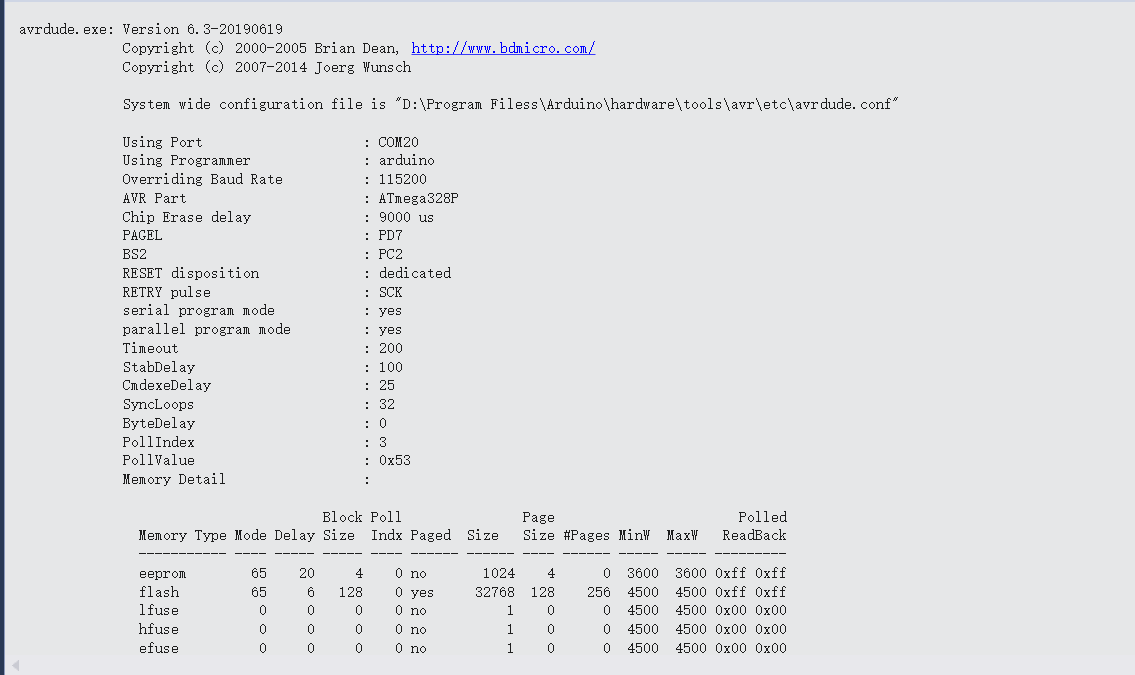 avrdude.exe: Version 6.3-20190619
Copyright (c) 2000-2005 Brian Dean, http://www.bdmicro.com/
Copyright (c) 2007-2014 Joerg Wunsch
System wide configuration file is "D:\Program Filess\Arduino\hardware\tools\avr\etc\avrdude.conf"
Using Port : COM20
Using Programmer : arduino
Overriding Baud Rate : 115200
AVR Part : ATmega328P
Chip Erase delay : 9000 us
PAGEL : PD7
BS2 : PC2
RESET disposition : dedicated
RETRY pulse : SCK
serial program mode : yes
parallel program mode : yes
Timeout : 200
StabDelay : 100
CmdexeDelay : 25
SyncLoops : 32
ByteDelay : 0
PollIndex : 3
PollValue : 0x53
Memory Detail :
Block Poll Page Polled
Memory Type Mode Delay Size Indx Paged Size Size #Pages MinW MaxW ReadBack
----------- ---- ----- ----- ---- ------ ------ ---- ------ ----- ----- ---------
eeprom 65 20 4 0 no 1024 4 0 3600 3600 0xff 0xff
flash 65 6 128 0 yes 32768 128 256 4500 4500 0xff 0xff
lfuse 0 0 0 0 no 1 0 0 4500 4500 0x00 0x00
hfuse 0 0 0 0 no 1 0 0 4500 4500 0x00 0x00
efuse 0 0 0 0 no 1 0 0 4500 4500 0x00 0x00